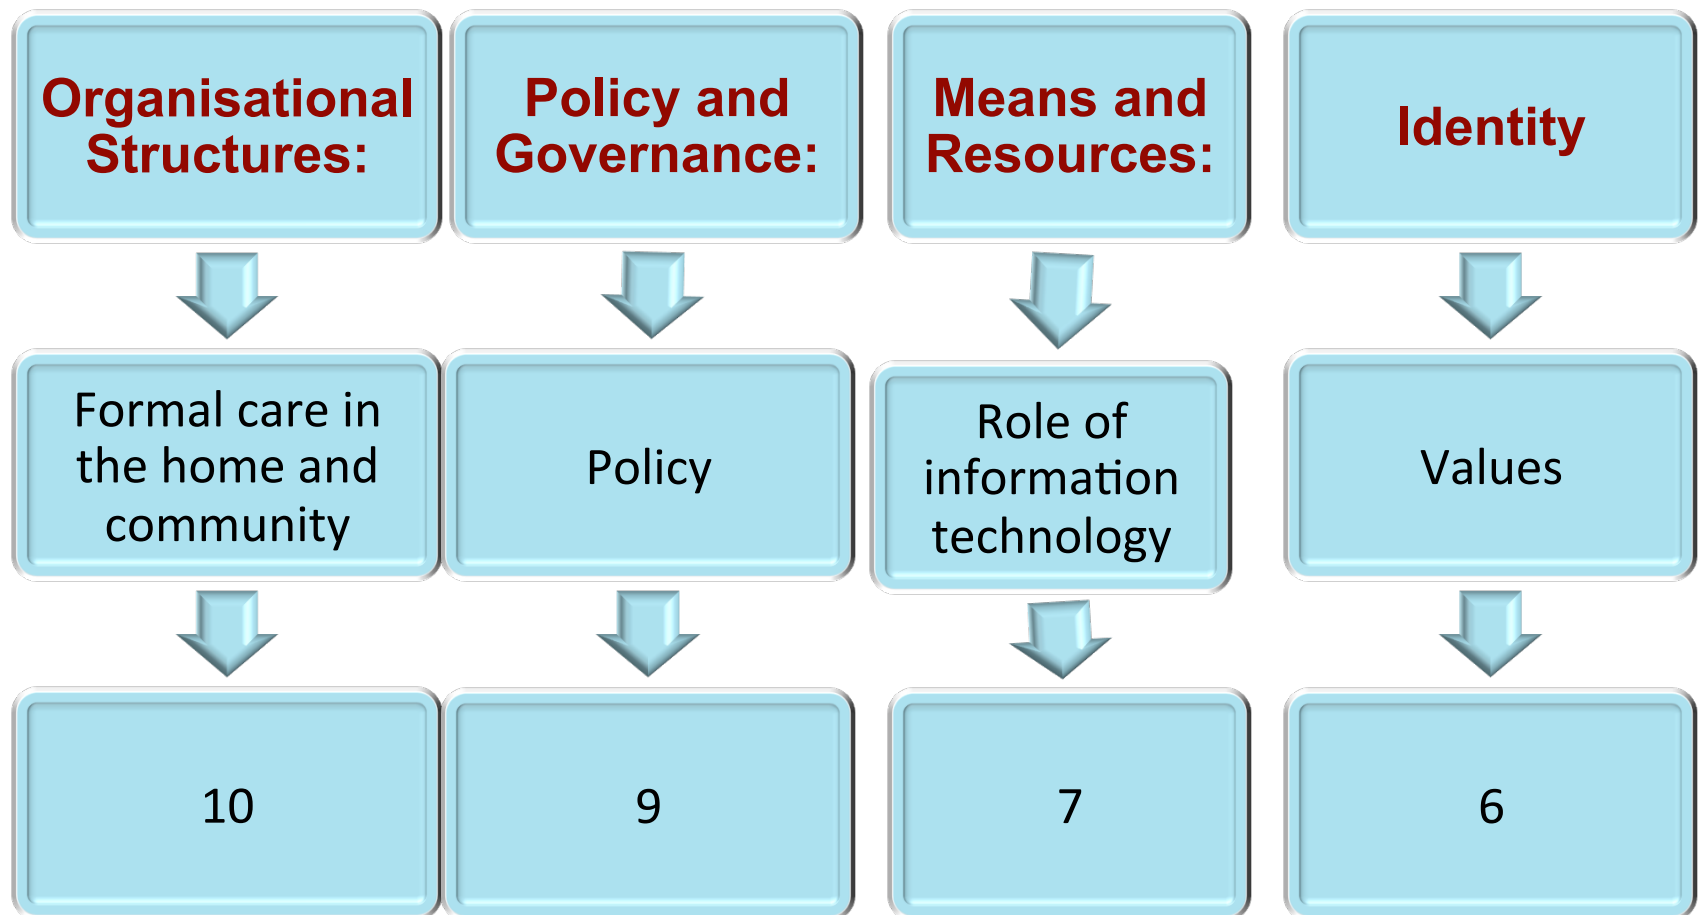 Organisational
Structures:
Policy and
Governance:
Means and
Resources:
Identity
Formal care in
the home and
community
Policy
Role of
information
technology
Values
10
9
7
6